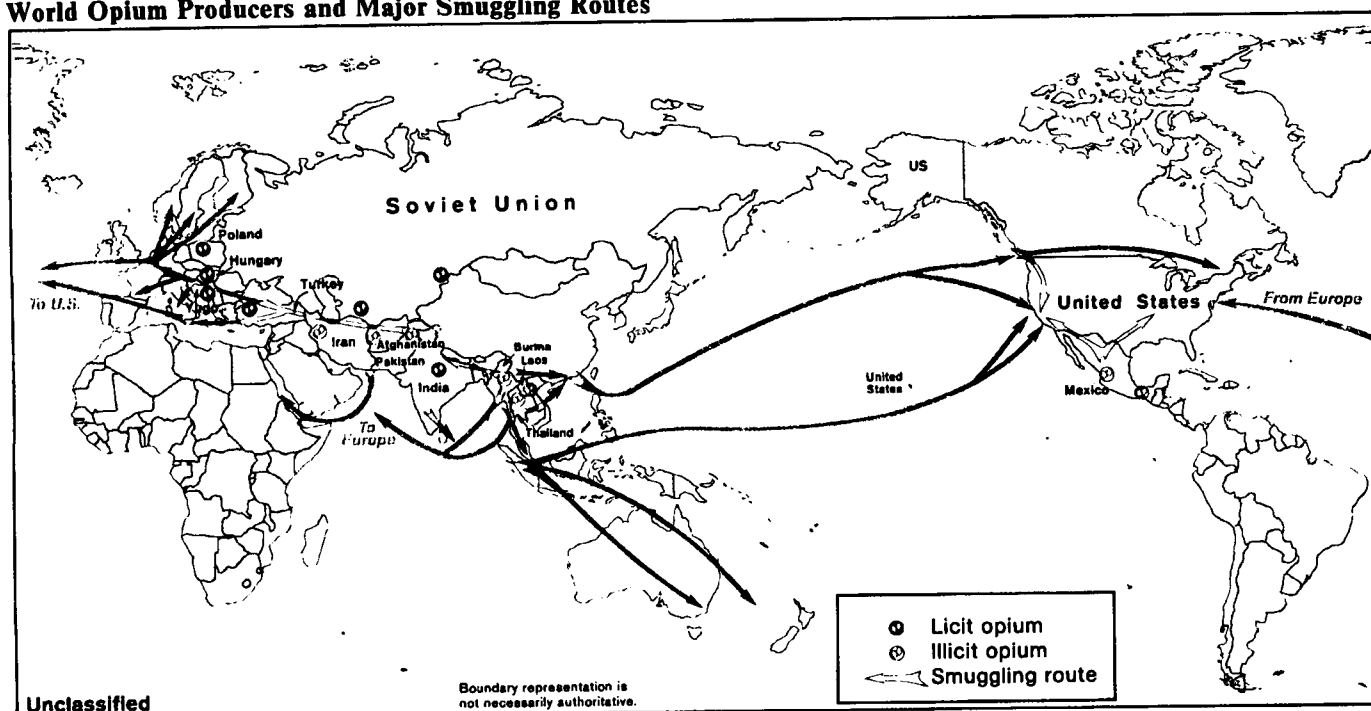 World Opium Producers and Major Smuggling Routes
US
Soviet Union
Poland
Hungary
To U.S.
Yugo.
Turkey
United States
From Europe
Iran
Afghanistan
Pakistan
India
Burma
Laos
United
States
Mexico
To
Europe
Thailand
Licit opium
Illicit opium
Smuggling route
Boundary representation is
not necessarily authoritative.
Unclassified